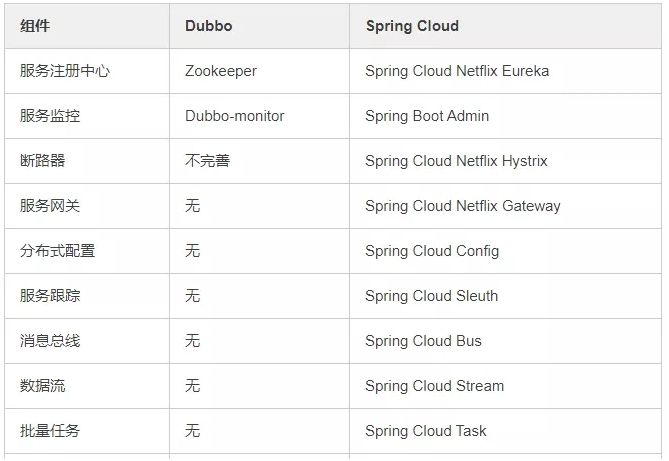 组件 Dubbo Spring Cloud
服务注册中心 Zookeeper Spring Cloud Netflix Eureka
服务监控 Dubbo-monitor Spring Boot Admin
断路器 不完善 Spring Cloud Netflix Hystrix
服务网关 无 Spring Cloud Netflix Gateway
分布式配置 无 Spring Cloud Config
服务跟踪 无 Spring Cloud Sleuth
消息总线 无 Spring Cloud Bus
数据流 无 Spring Cloud Stream
批量任务 无 Spring Cloud Task